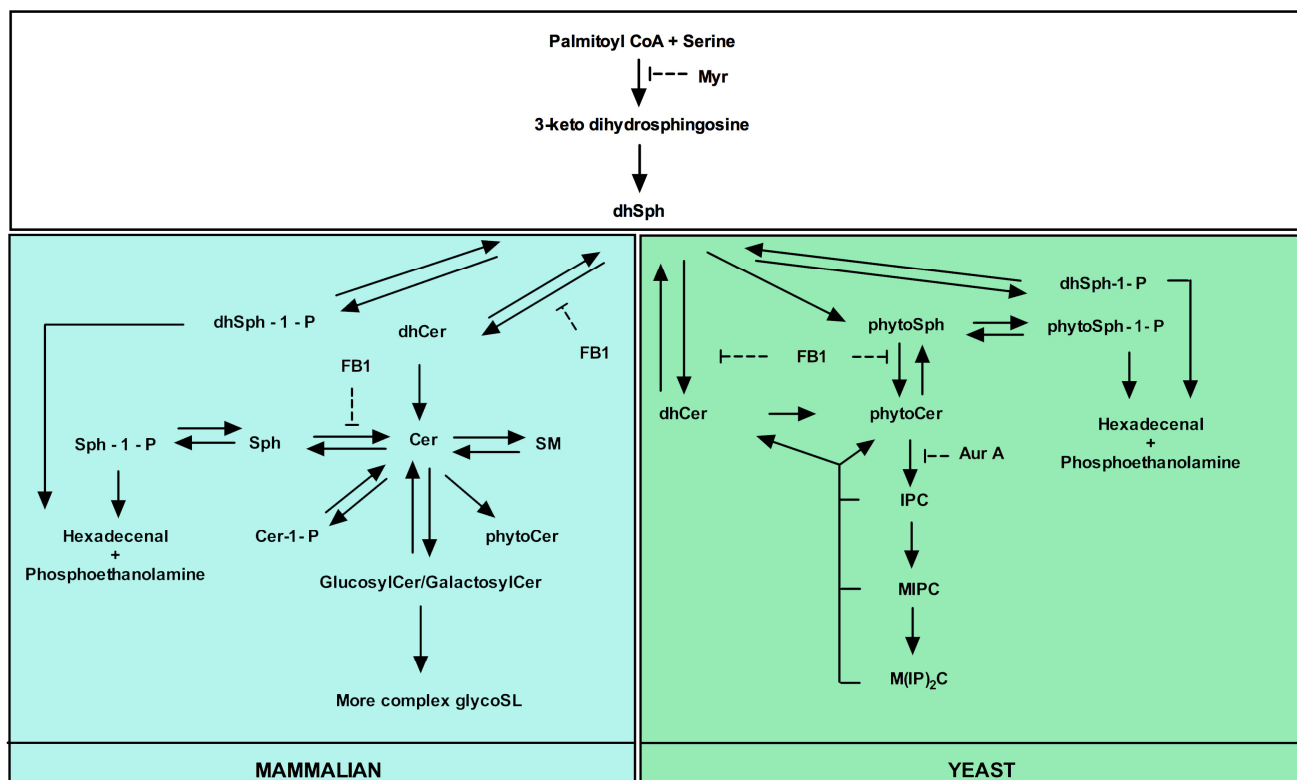 Palmitoyl CoA + Serine
Myr
3-keto dihydrosphingosine
dhSph
dhSph - 1 - P
dhCer
FB1
FB1
Sph - 1 - P
Sph
Cer
SM
Cer-1- P
phytoCer
Hexadecenal
+
Phosphoethanolamine
GlucosylCer/GalactosylCer
More complex glycoSL
MAMMALIAN
dhSph-1- P
phytoSph
phytoSph - 1 - P
FB1
dhCer
phytoCer
Hexadecenal
+
Phosphoethanolamine
Aur A
IPC
MIPC
M(IP)₂C
YEAST